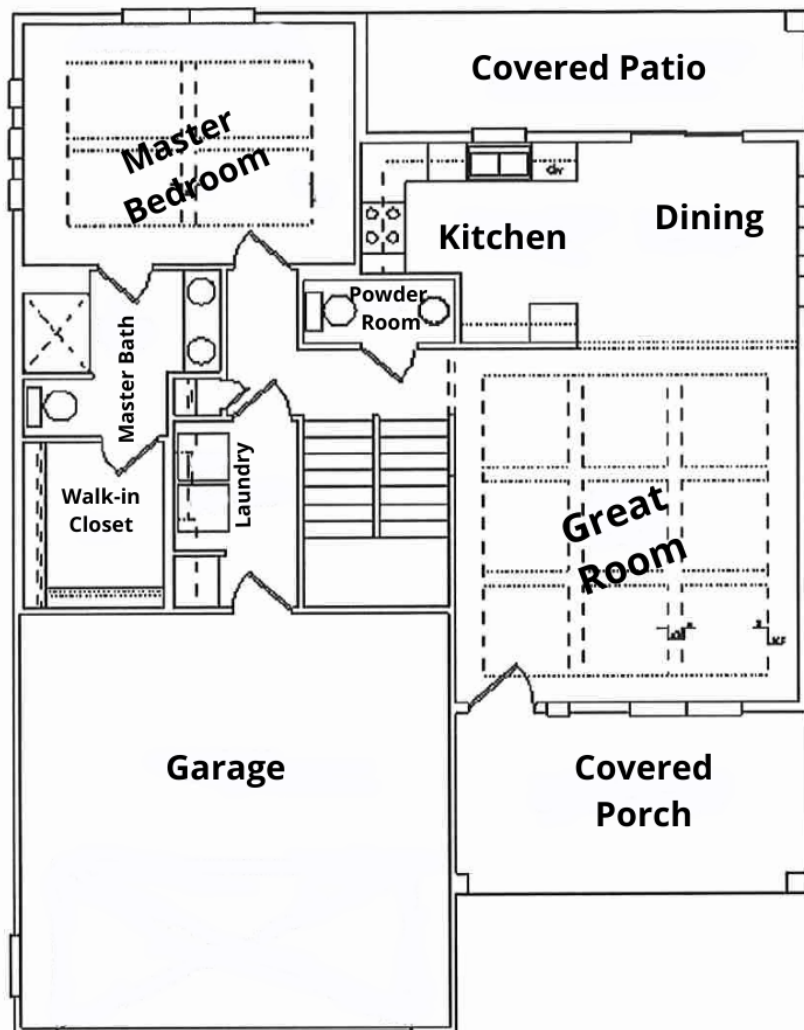 Covered Patio
Master
Bedroom
Kitchen
Dining
Powder
Room
Master Bath
Walk-in
Closet
Laundry
Great
Room
Garage
Covered
Porch